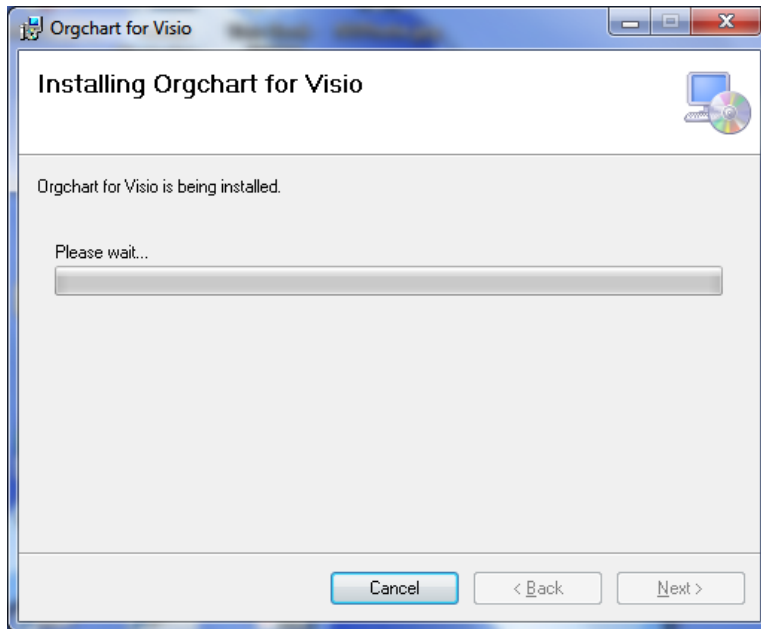 Orgchart for Visio
Installing Orgchart for Visio
Orgchart for Visio is being installed.
Please wait...
Cancel
< Back
Next >